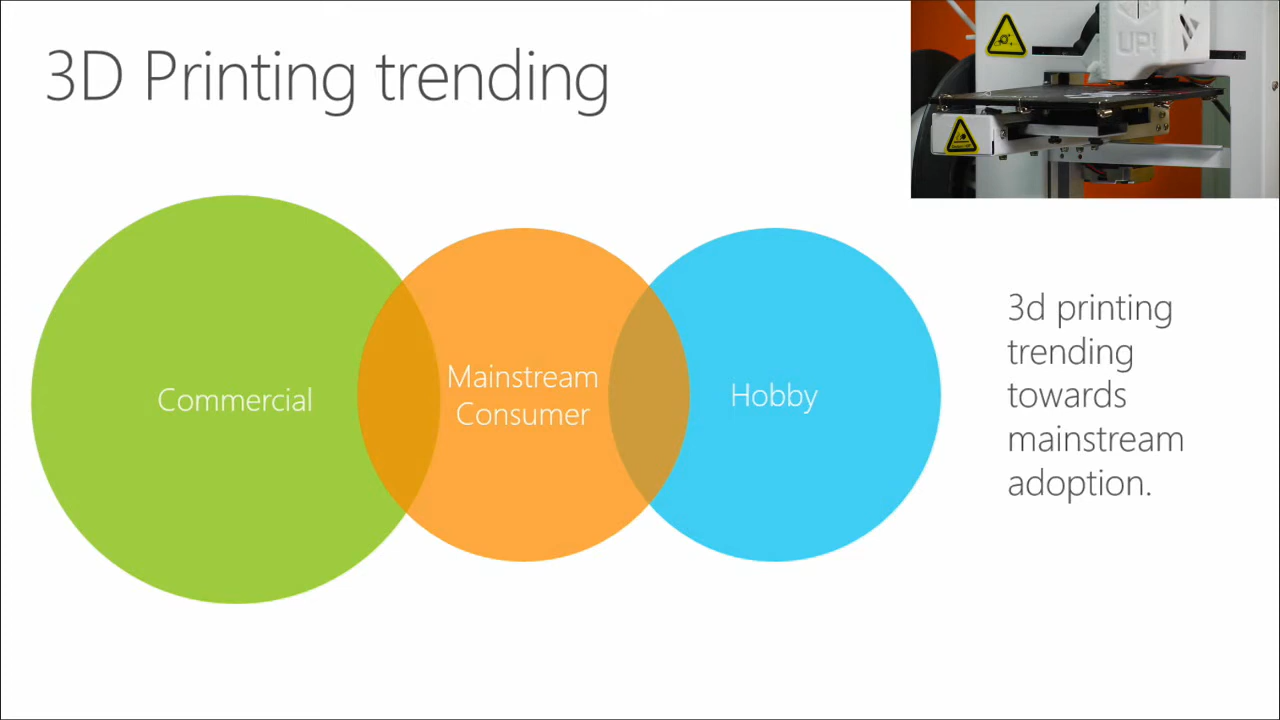 3D Printing trending
UP!
Commercial
Mainstream
Consumer
Hobby
3d printing
trending
towards
mainstream
adoption.